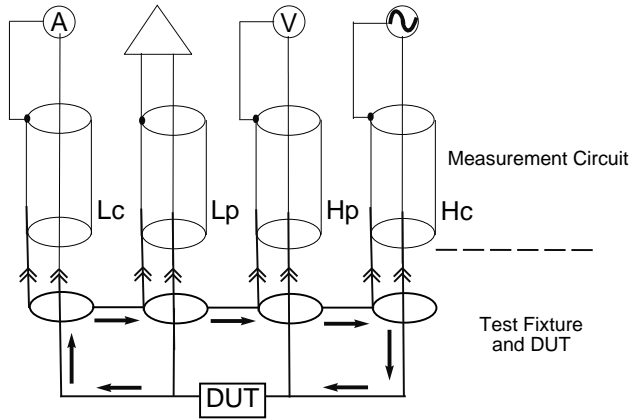 A
V
Lc
Lp
Hp
Hc
Measurement Circuit
Test Fixture
and DUT
DUT